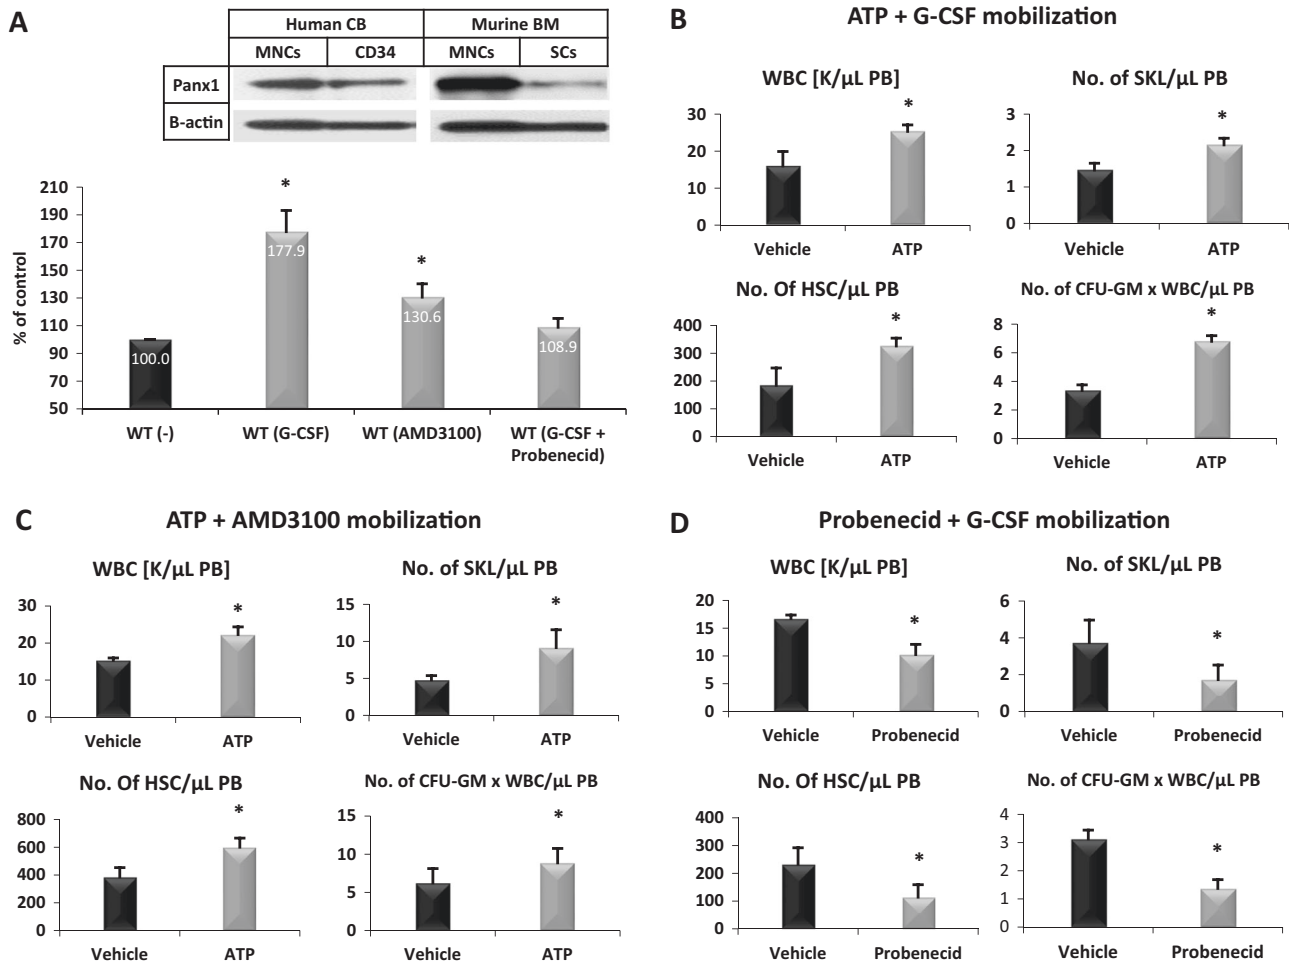 A
Human CB
Murine BM
MNCs
CD34
MNCs
SCs
Panx1
B-actin
% of control
210
190
170
150
130
110
90
70
50
*
*
100.0
177.9
130.6
108.9
WT (-)
WT (G-CSF)
WT (AMD3100)
WT (G-CSF +
Probenecid)
B
ATP + G-CSF mobilization
WBC [K/µL PB]
30
20
10
0
*
Vehicle
ATP
No. of SKL/µL PB
3
2
1
0
*
Vehicle
ATP
No. Of HSC/µL PB
400
300
200
100
0
*
Vehicle
ATP
No. of CFU-GM x WBC/µL PB
8
6
4
2
0
*
Vehicle
ATP
C
ATP + AMD3100 mobilization
WBC [K/µL PB]
30
20
10
0
*
Vehicle
ATP
No. of SKL/µL PB
15
10
5
0
*
Vehicle
ATP
No. Of HSC/µL PB
800
600
400
200
0
*
Vehicle
ATP
No. of CFU-GM x WBC/µL PB
15
10
5
0
*
Vehicle
ATP
D
Probenecid + G-CSF mobilization
WBC [K/µL PB]
20
15
10
5
0
*
Vehicle
Probenecid
No. of SKL/µL PB
6
4
2
0
*
Vehicle
Probenecid
No. Of HSC/µL PB
400
300
200
100
0
*
Vehicle
Probenecid
No. of CFU-GM x WBC/µL PB
4
3
2
1
0
*
Vehicle
Probenecid